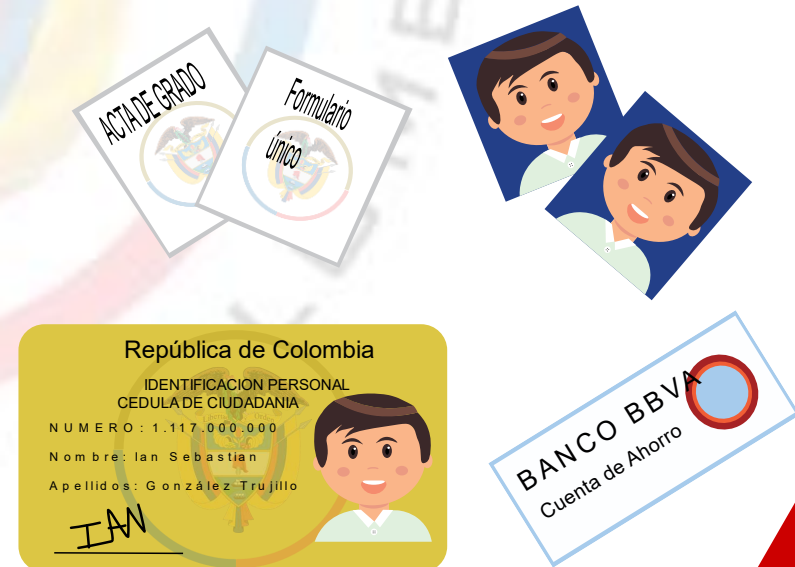 ACTA DE GRADO
Formulario
único
República de Colombia
IDENTIFICACION PERSONAL
CEDULA DE CIUDADANIA
NUMERO: 1.117.000.000
Nombre: Ian Sebastian
Apellidos: González Trujillo
IAN
BANCO BBVA
Cuenta de Ahorro